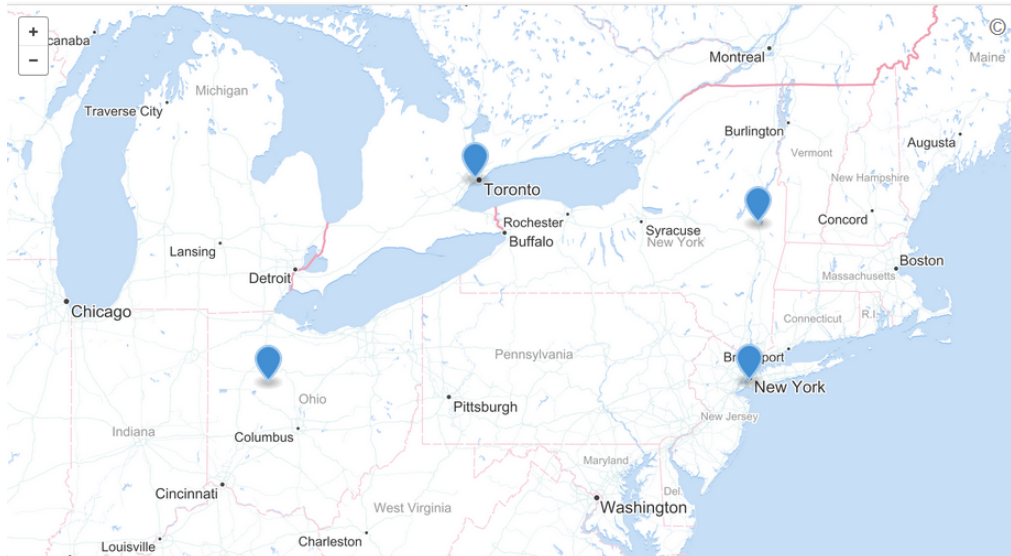 +
−
canaba
Montreal
©
Maine
Michigan
Traverse City
Burlington
Augusta
Vermont
New Hampshire
Toronto
Rochester
Syracuse
Concord
Buffalo
New York
Lansing
Boston
Detroit
Massachusetts
Chicago
Connecticut
R.I.
Pennsylvania
Br port
New York
Ohio
Pittsburgh
New Jersey
Indiana
Columbus
Maryland
Cincinnati
Del.
West Virginia
Washington
Charleston
Louisville